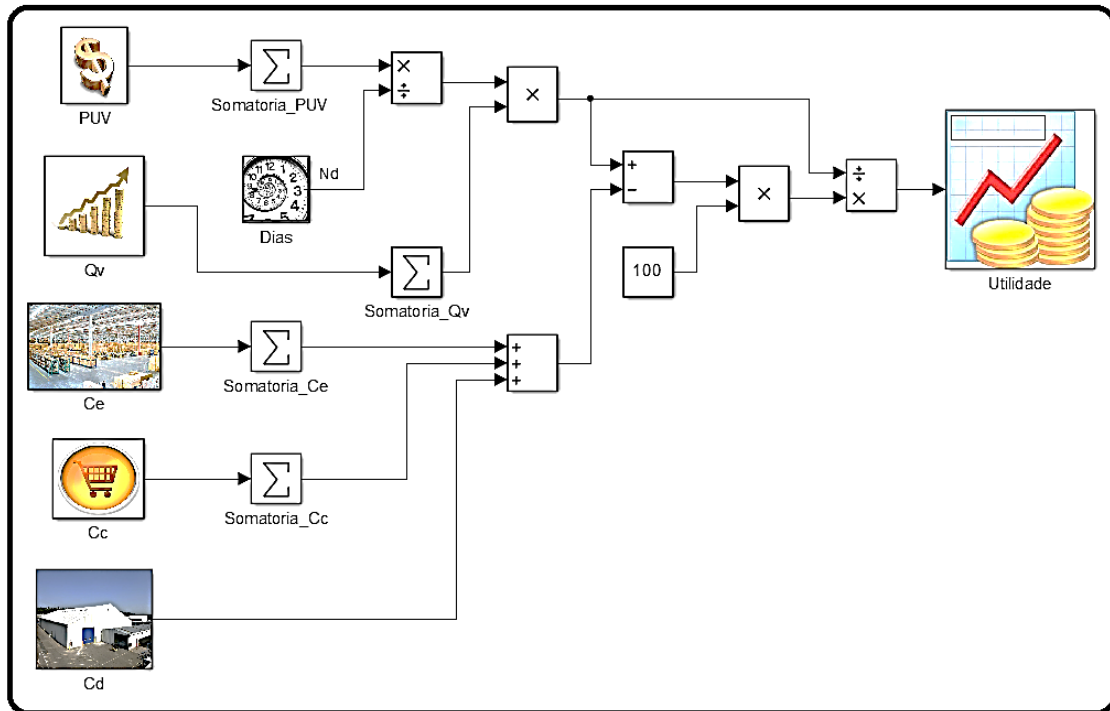 PUV
Somatoria_PUV
Nd
Dias
Qv
Somatoria_Qv
100
Utilidade
Ce
Somatoria_Ce
Cc
Somatoria_Cc
Cd